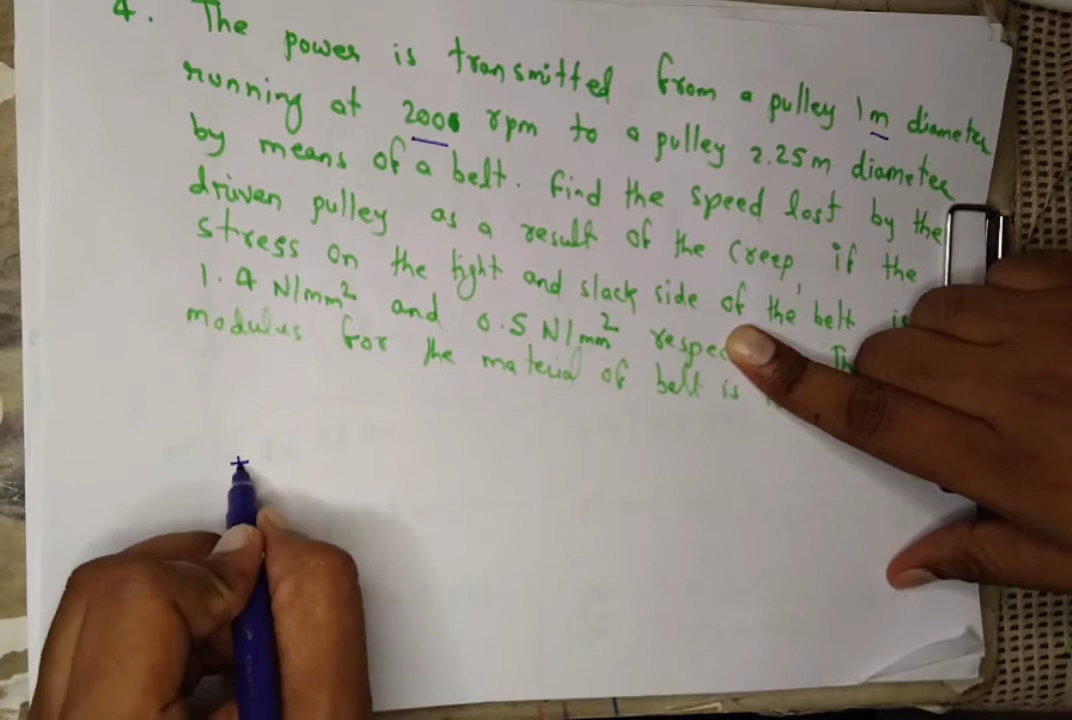 4. The power is transmitted from a pulley 1m diameter
running at 2000 rpm to a pulley 2.25m diameter
by means of a belt. find the speed lost by the
driven pulley as a result of the creep, if the
stress on the tight and slack side of the belt is
1.4 N/mm² and 0.5 N/mm²
modulus for the material of belt is